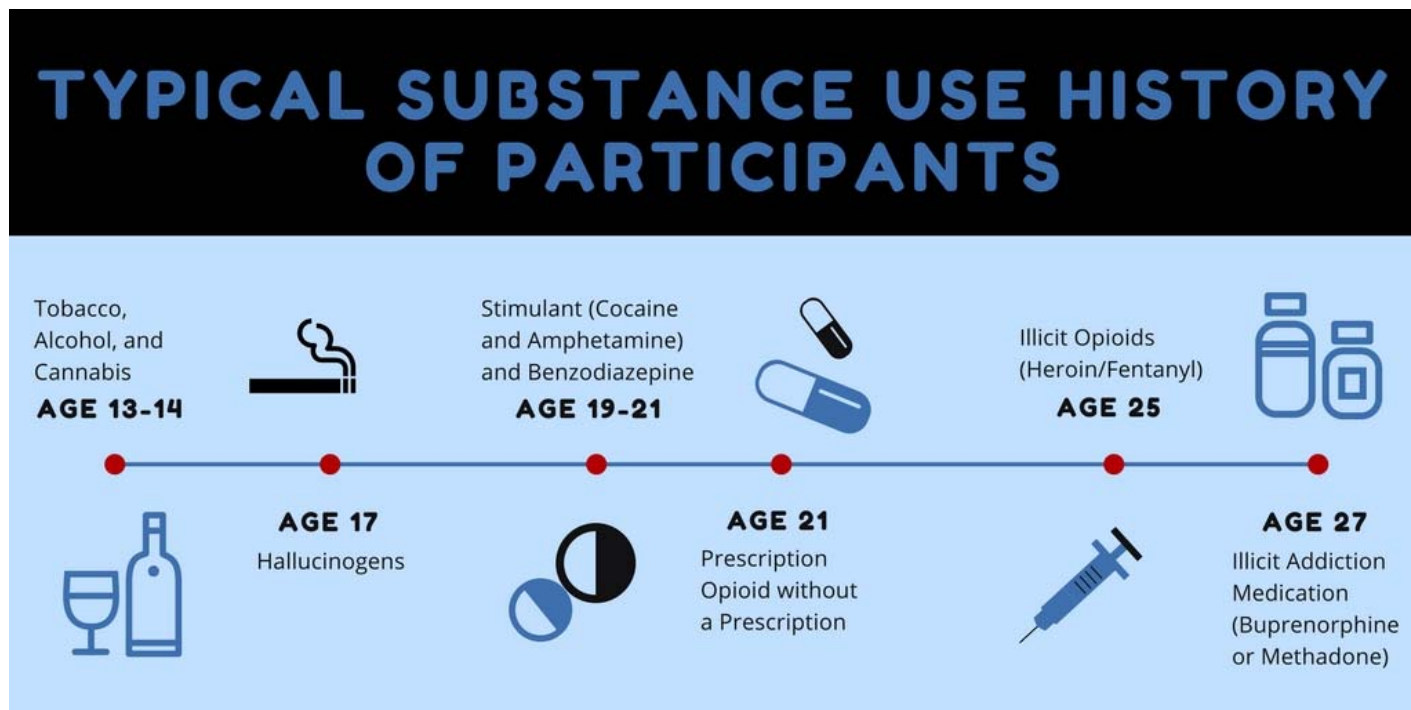 TYPICAL SUBSTANCE USE HISTORY
OF PARTICIPANTS
Tobacco,
Alcohol, and
Cannabis
AGE 13-14
AGE 17
Hallucinogens
Stimulant (Cocaine
and Amphetamine)
and Benzodiazepine
AGE 19-21
AGE 21
Prescription
Opioid without
a Prescription
Illicit Opioids
(Heroin/Fentanyl)
AGE 25
AGE 27
Illicit Addiction
Medication
(Buprenorphine
or Methadone)